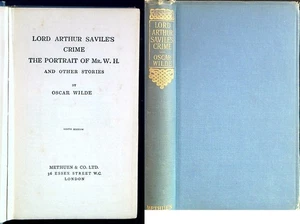 LORD ARTHUR SAVILE'S
CRIME
THE PORTRAIT OF MR. W. H.
AND OTHER STORIES
BY
OSCAR WILDE
METHUEN & CO. LTD.
36 ESSEX STREET W.C.
LONDON
LORD
ARTHUR
SAVILE'S
CRIME
OSCAR
WILDE
METHUEN